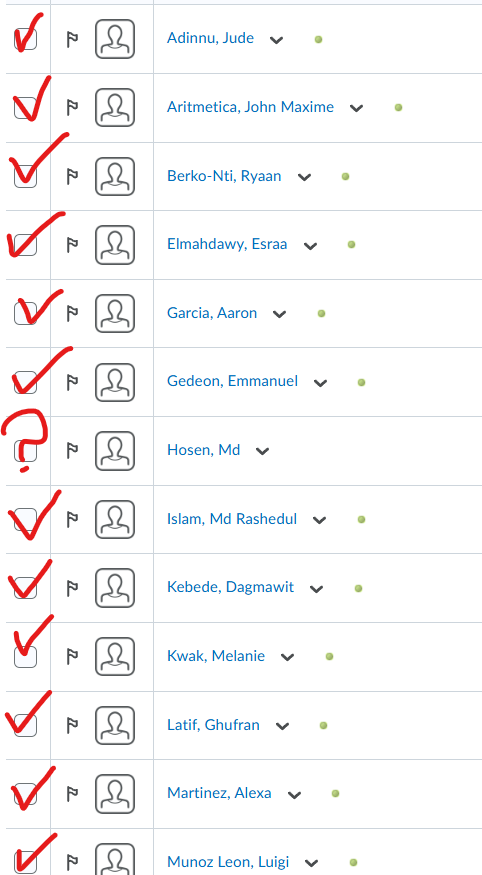 Adinnu, Jude
Aritmetica, John Maxime
Berko-Nti, Ryaan
Elmahdawy, Esraa
Garcia, Aaron
Gedeon, Emmanuel
?
Hosen, Md
Islam, Md Rashedul
Kebede, Dagmawit
Kwak, Melanie
Latif, Ghufran
Martinez, Alexa
Munoz Leon, Luigi